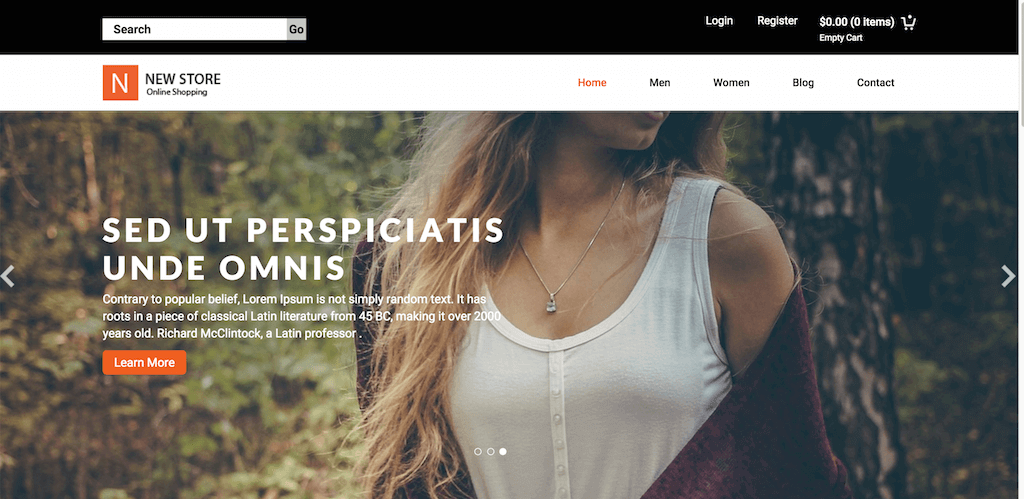 Search
Go
Login
Register
$0.00 (0 items)
Empty Cart
N
NEW STORE
Online Shopping
Home
Men
Women
Blog
Contact
SED UT PERSPICIATIS
UNDE OMNIS
Contrary to popular belief, Lorem Ipsum is not simply random text. It has
roots in a piece of classical Latin literature from 45 BC, making it over 2000
years old. Richard McClintock, a Latin professor .
Learn More